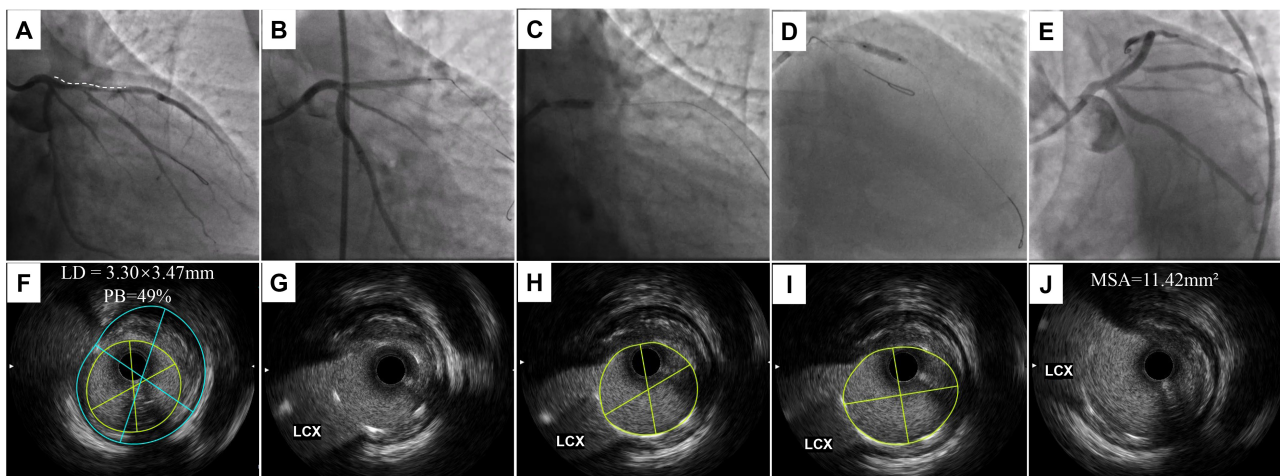 A
B
C
D
E
F
LD = 3.30×3.47mm
PB=49%
G
LCX
H
LCX
I
LCX
J
MSA=11.42mm²
LCX